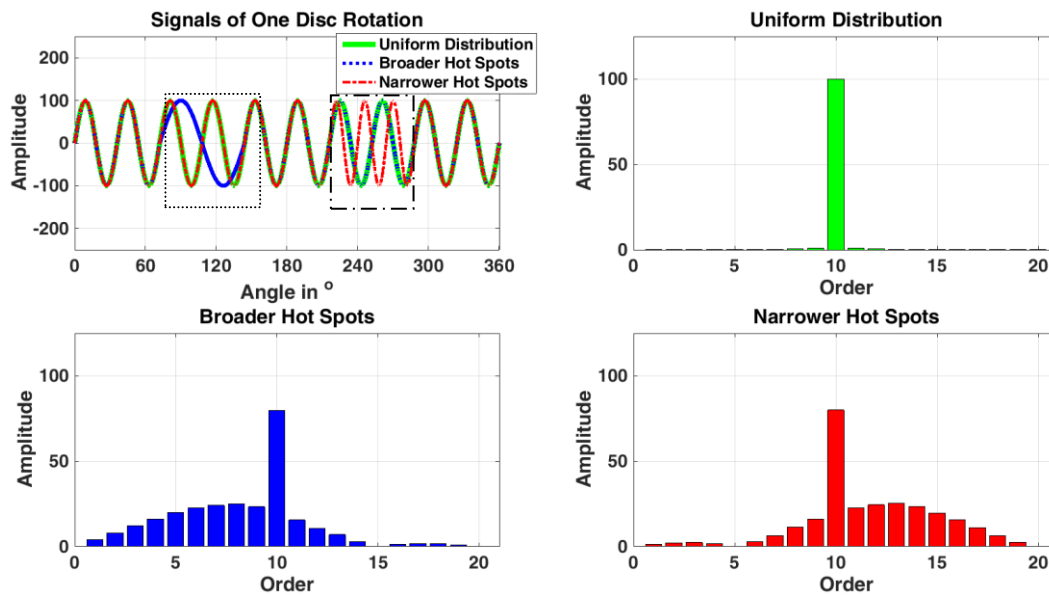 Signals of One Disc Rotation
Uniform Distribution
Broader Hot Spots
Narrower Hot Spots
200
100
0
-100
-200
Amplitude
0 60 120 180 240 300 360
Angle in °
Uniform Distribution
100
50
0
Amplitude
0 5 10 15 20
Order
Broader Hot Spots
100
50
0
Amplitude
0 5 10 15 20
Order
Narrower Hot Spots
100
50
0
Amplitude
0 5 10 15 20
Order